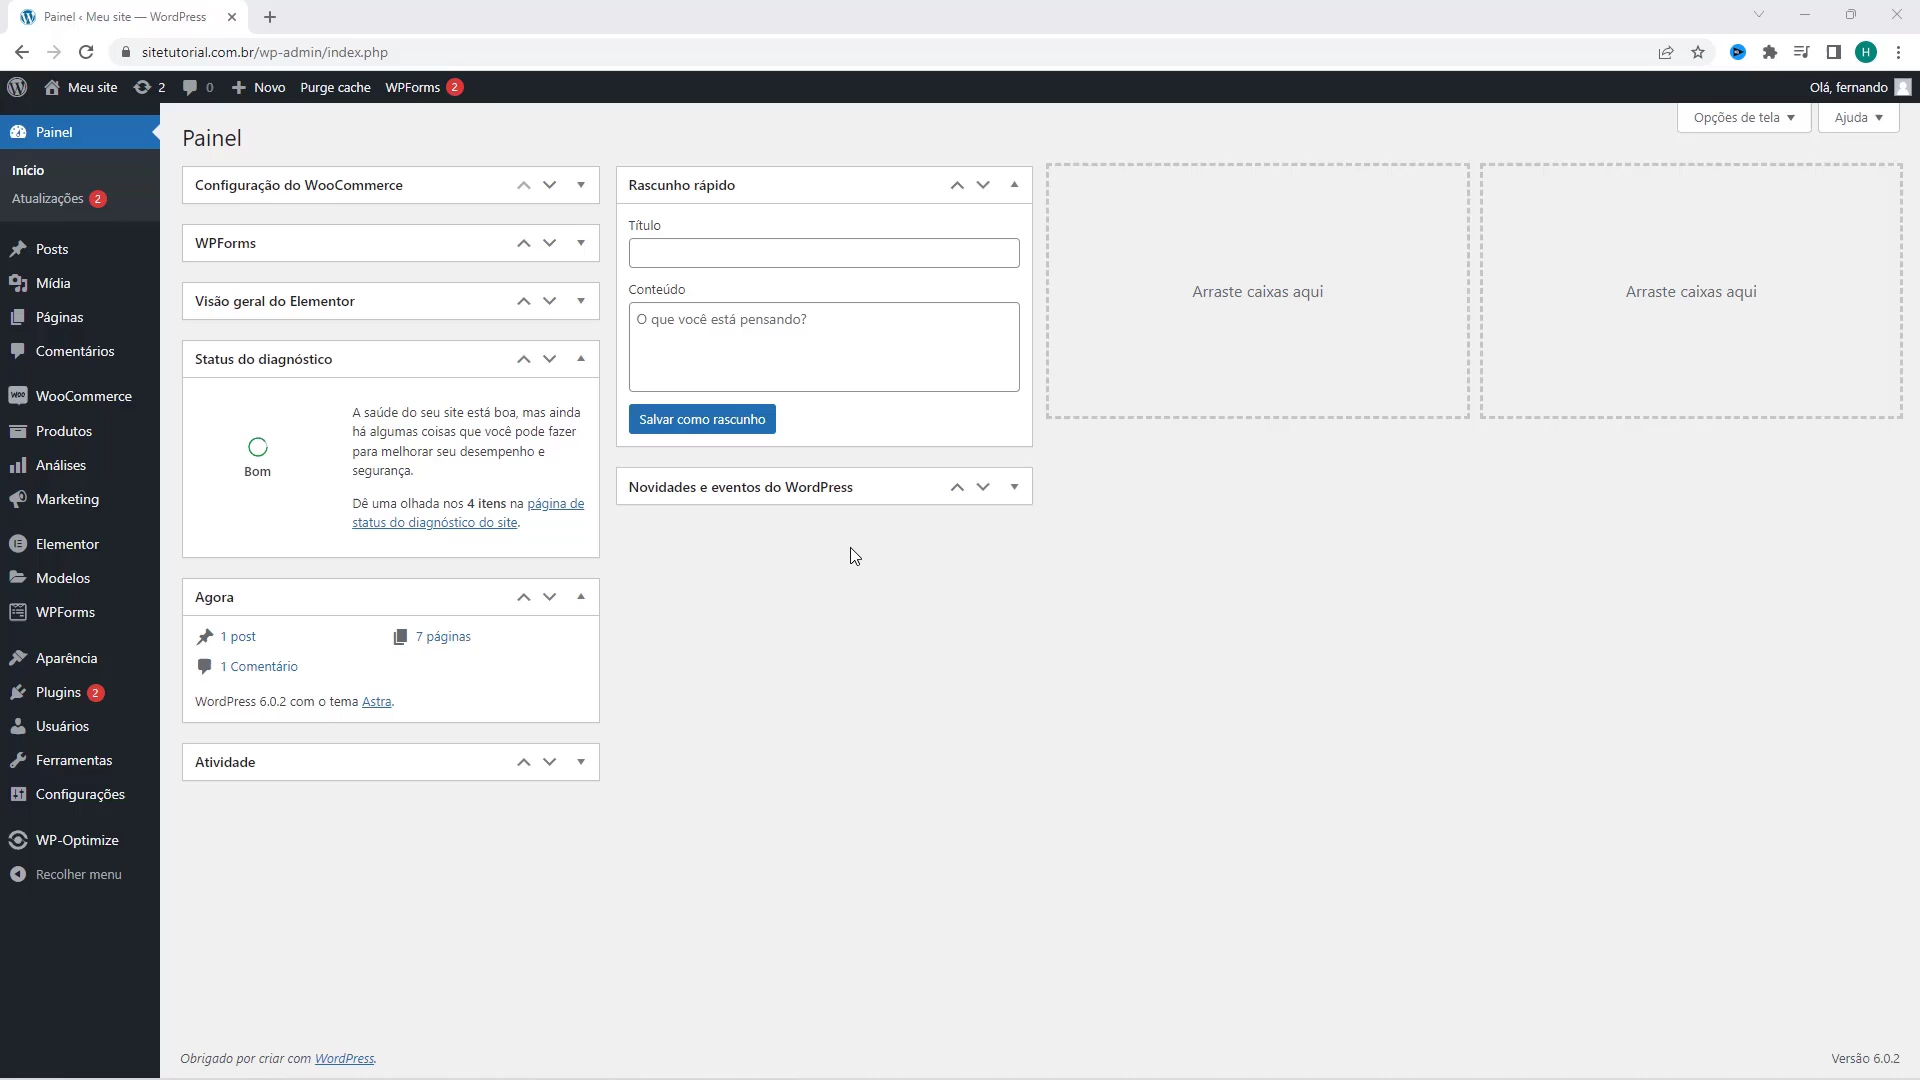 Painel ‹ Meu site — WordPress
sitetutorial.com.br/wp-admin/index.php
H
Meu site
2
0
Novo
Purge cache
WPForms
2
Olá, fernando
Painel
Início
Atualizações 2
Posts
Mídia
Páginas
Comentários
WooCommerce
Produtos
Análises
Marketing
Elementor
Modelos
WPForms
Aparência
Plugins 2
Usuários
Ferramentas
Configurações
WP-Optimize
Recolher menu
Opções de tela
Ajuda
Painel
Configuração do WooCommerce
WPForms
Visão geral do Elementor
Status do diagnóstico
Bom
A saúde do seu site está boa, mas ainda
há algumas coisas que você pode fazer
para melhorar seu desempenho e
segurança.
Dê uma olhada nos 4 itens na página de
status do diagnóstico do site.
Agora
1 post
7 páginas
1 Comentário
WordPress 6.0.2 com o tema Astra.
Atividade
Rascunho rápido
Título
Conteúdo
O que você está pensando?
Salvar como rascunho
Novidades e eventos do WordPress
Arraste caixas aqui
Arraste caixas aqui
Obrigado por criar com WordPress.
Versão 6.0.2